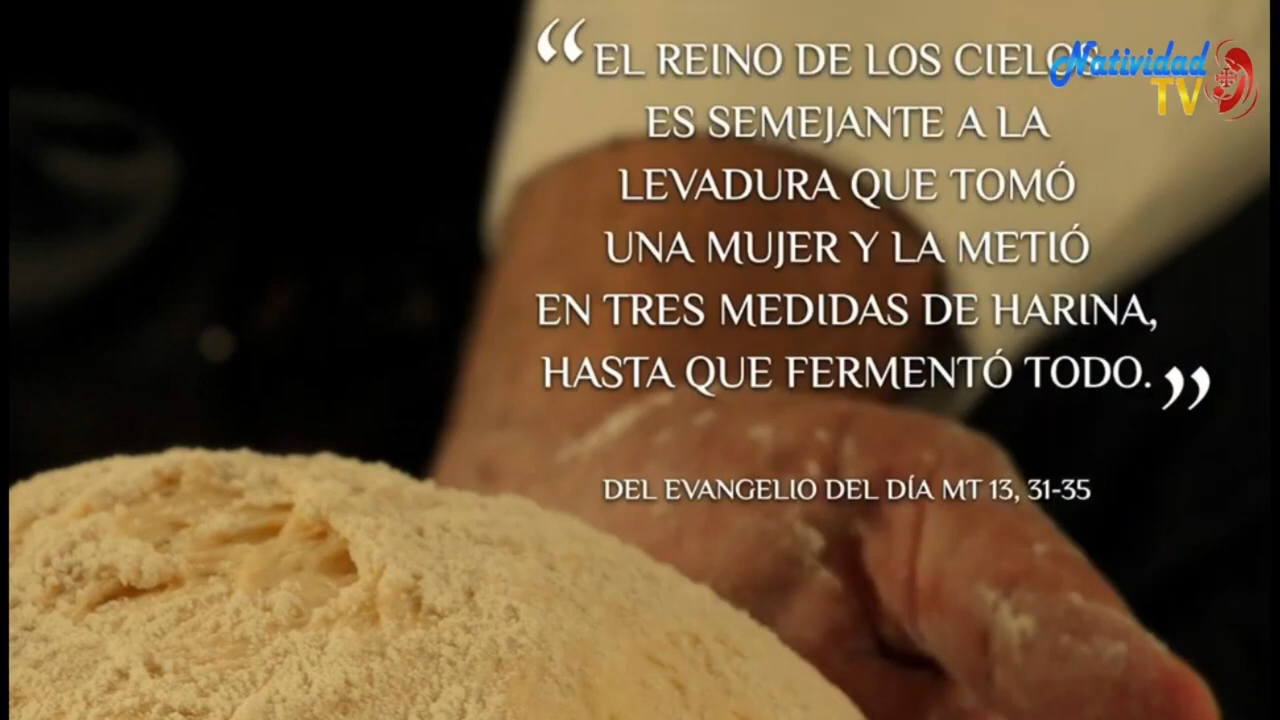 “EL REINO DE LOS CIELOS
ES SEMEJANTE A LA
LEVADURA QUE TOMÓ
UNA MUJER Y LA METIÓ
EN TRES MEDIDAS DE HARINA,
HASTA QUE FERMENTÓ TODO.”
DEL EVANGELIO DEL DÍA MT 13, 31-35
Natividad
TV